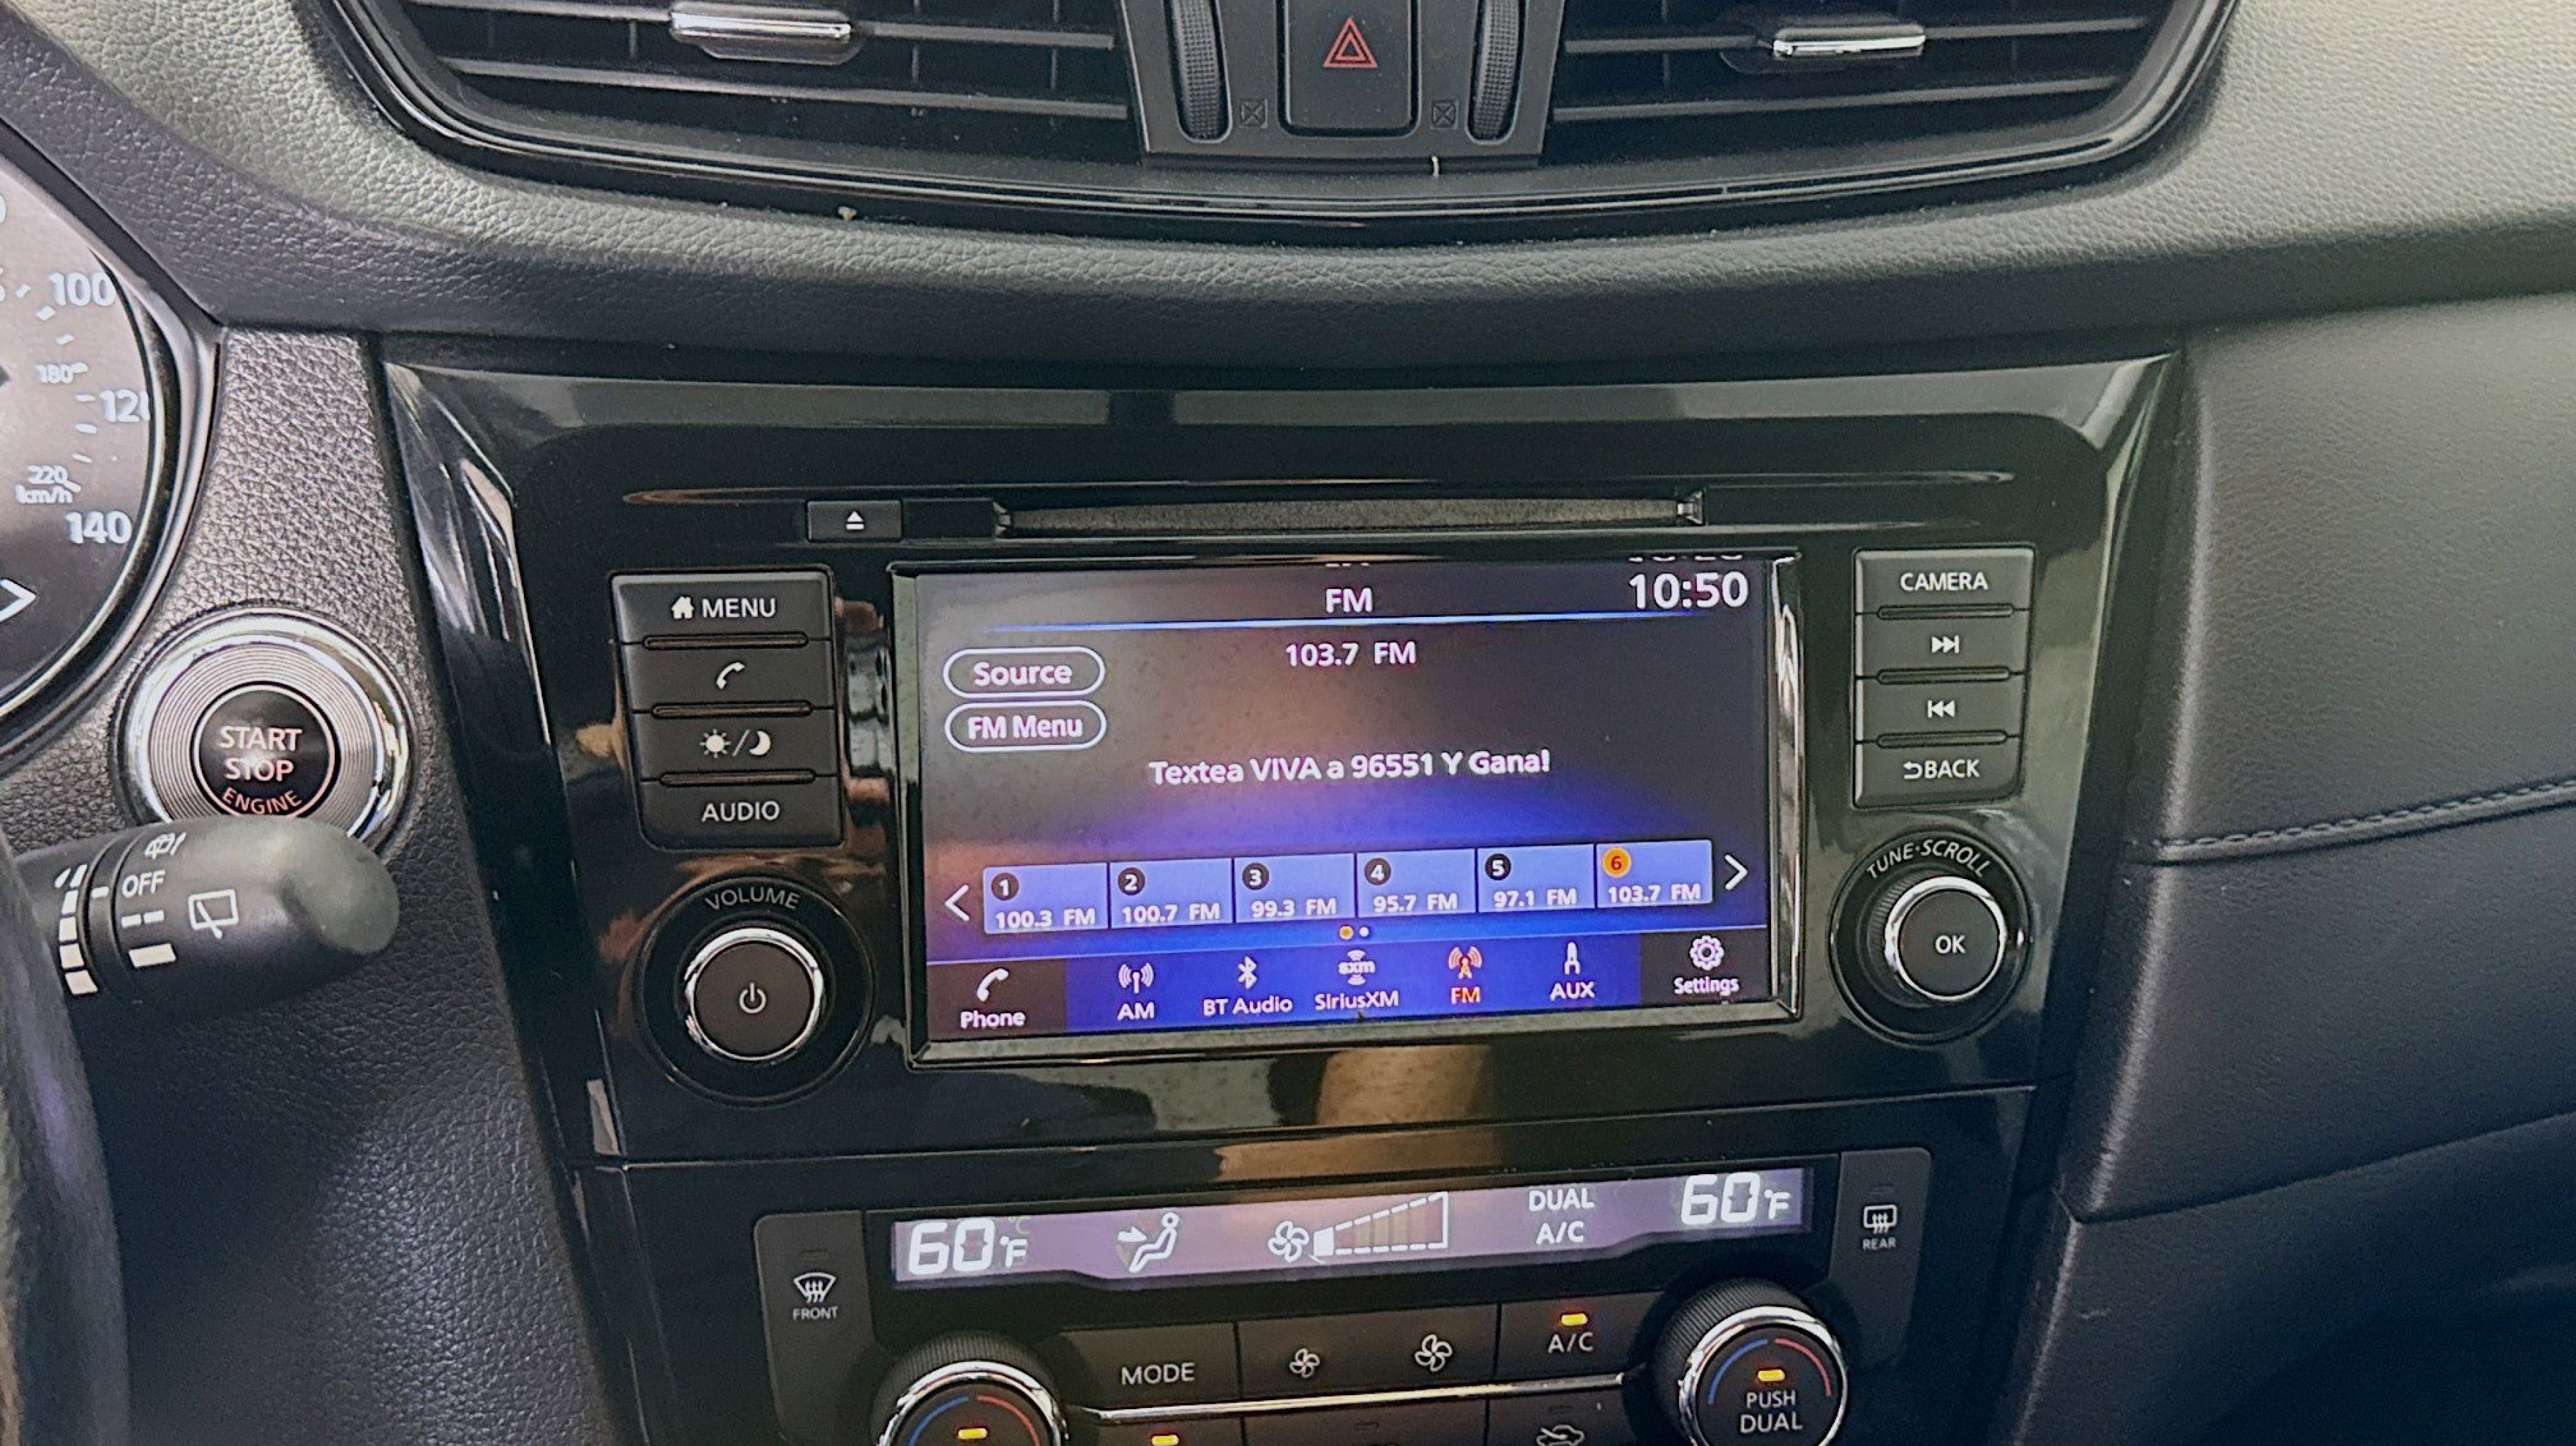 100
180
120
220
km/h
140
START
STOP
ENGINE
OFF
MENU
AUDIO
VOLUME
FM
10:50
103.7 FM
Source
FM Menu
Textea VIVA a 96551 Y Gana!
1 100.3 FM
2 100.7 FM
3 99.3 FM
4 95.7 FM
5 97.1 FM
6 103.7 FM
Phone
AM
BT Audio
sxm
SiriusXM
FM
AUX
Settings
CAMERA
BACK
TUNE·SCROLL
OK
60°F
DUAL
A/C
60°F
FRONT
REAR
MODE
A/C
PUSH
DUAL